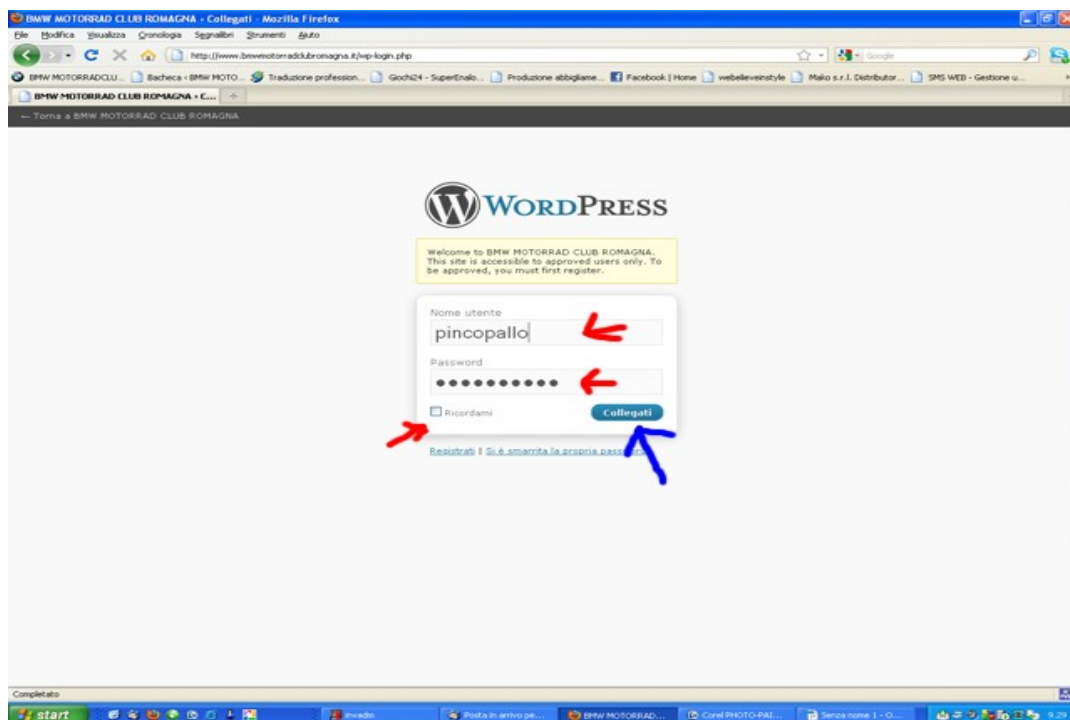 BMW MOTORRAD CLUB ROMAGNA › Collegati - Mozilla Firefox
File Modifica Visualizza Cronologia Segnalibri Strumenti Aiuto
http://www.bmwmotorradclubromagna.it/wp-login.php
Google
BMW MOTORRADCLU... Bacheca ‹ BMW MOTO... Traduzione profession... Giochi24 - SuperEnalo... Produzione abbigliame... Facebook | Home webelieveinstyle Mako s.r.l. Distributor... SMS WEB - Gestione u...
BMW MOTORRAD CLUB ROMAGNA › C...
← Torna a BMW MOTORRAD CLUB ROMAGNA
WORDPRESS
Welcome to BMW MOTORRAD CLUB ROMAGNA.
This site is accessible to approved users only. To
be approved, you must first register.
Nome utente
pincopallo
Password
Ricordami
Collegati
Registrati | Si è smarrita la propria
Completato
start
invadm
Posta in arrivo pe...
BMW MOTORRAD...
Corel PHOTO-PAI...
Senza nome 1 - O...
9.29